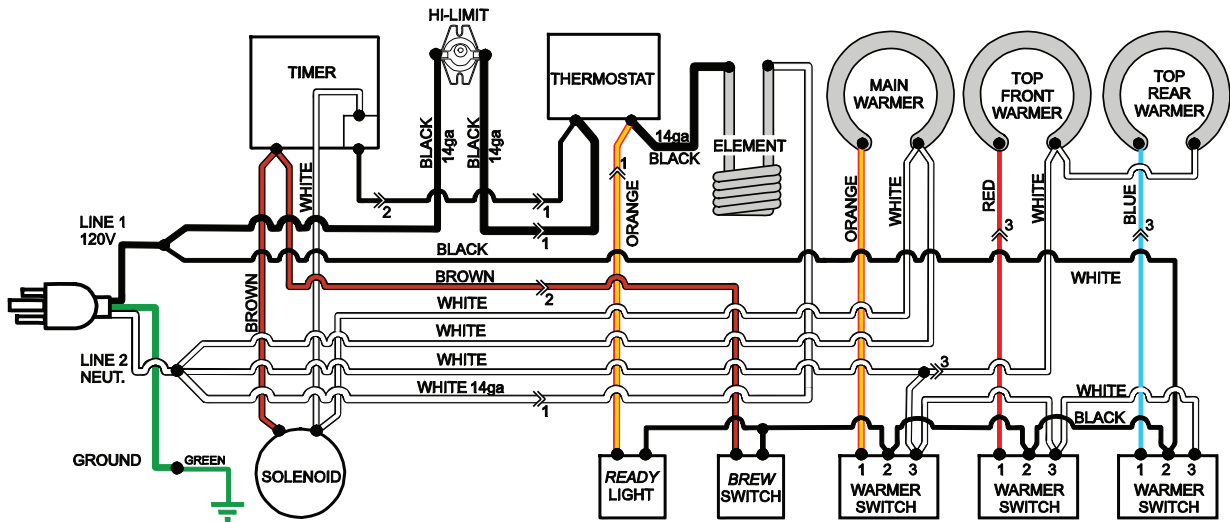 HI-LIMIT
TIMER
THERMOSTAT
MAIN
WARMER
TOP
FRONT
WARMER
TOP
REAR
WARMER
BLACK
14ga
BLACK
14ga
14ga
BLACK
ELEMENT
WHITE
1
2
1
ORANGE
ORANGE
WHITE
RED
WHITE
BLUE
3
3
LINE 1
120V
1
BLACK
WHITE
BROWN
2
BROWN
WHITE
WHITE
LINE 2
NEUT.
WHITE
3
WHITE 14ga
1
WHITE
BLACK
GROUND
GREEN
SOLENOID
READY
LIGHT
BREW
SWITCH
1 2 3
WARMER
SWITCH
1 2 3
WARMER
SWITCH
1 2 3
WARMER
SWITCH